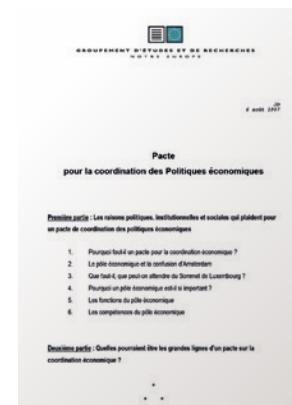 GROUPEMENT D'ÉTUDES ET DE RECHERCHES
NOTRE EUROPE
JD
6 août 1997
Pacte
pour la coordination des Politiques économiques
Première partie : Les raisons politiques, institutionnelles et sociales qui plaident pour
un pacte de coordination des politiques économiques
1. Pourquoi faut-il un pacte pour la coordination économique ?
2. Le pôle économique et la confusion d'Amsterdam
3. Que faut-il, que peut-on attendre du Sommet de Luxembourg ?
4. Pourquoi un pôle économique est-il si important ?
5. Les fonctions du pôle économique
6. Les compétences du pôle économique
Deuxième partie : Quelles pourraient être les grandes lignes d'un pacte sur la
coordination économique ?
*
* *